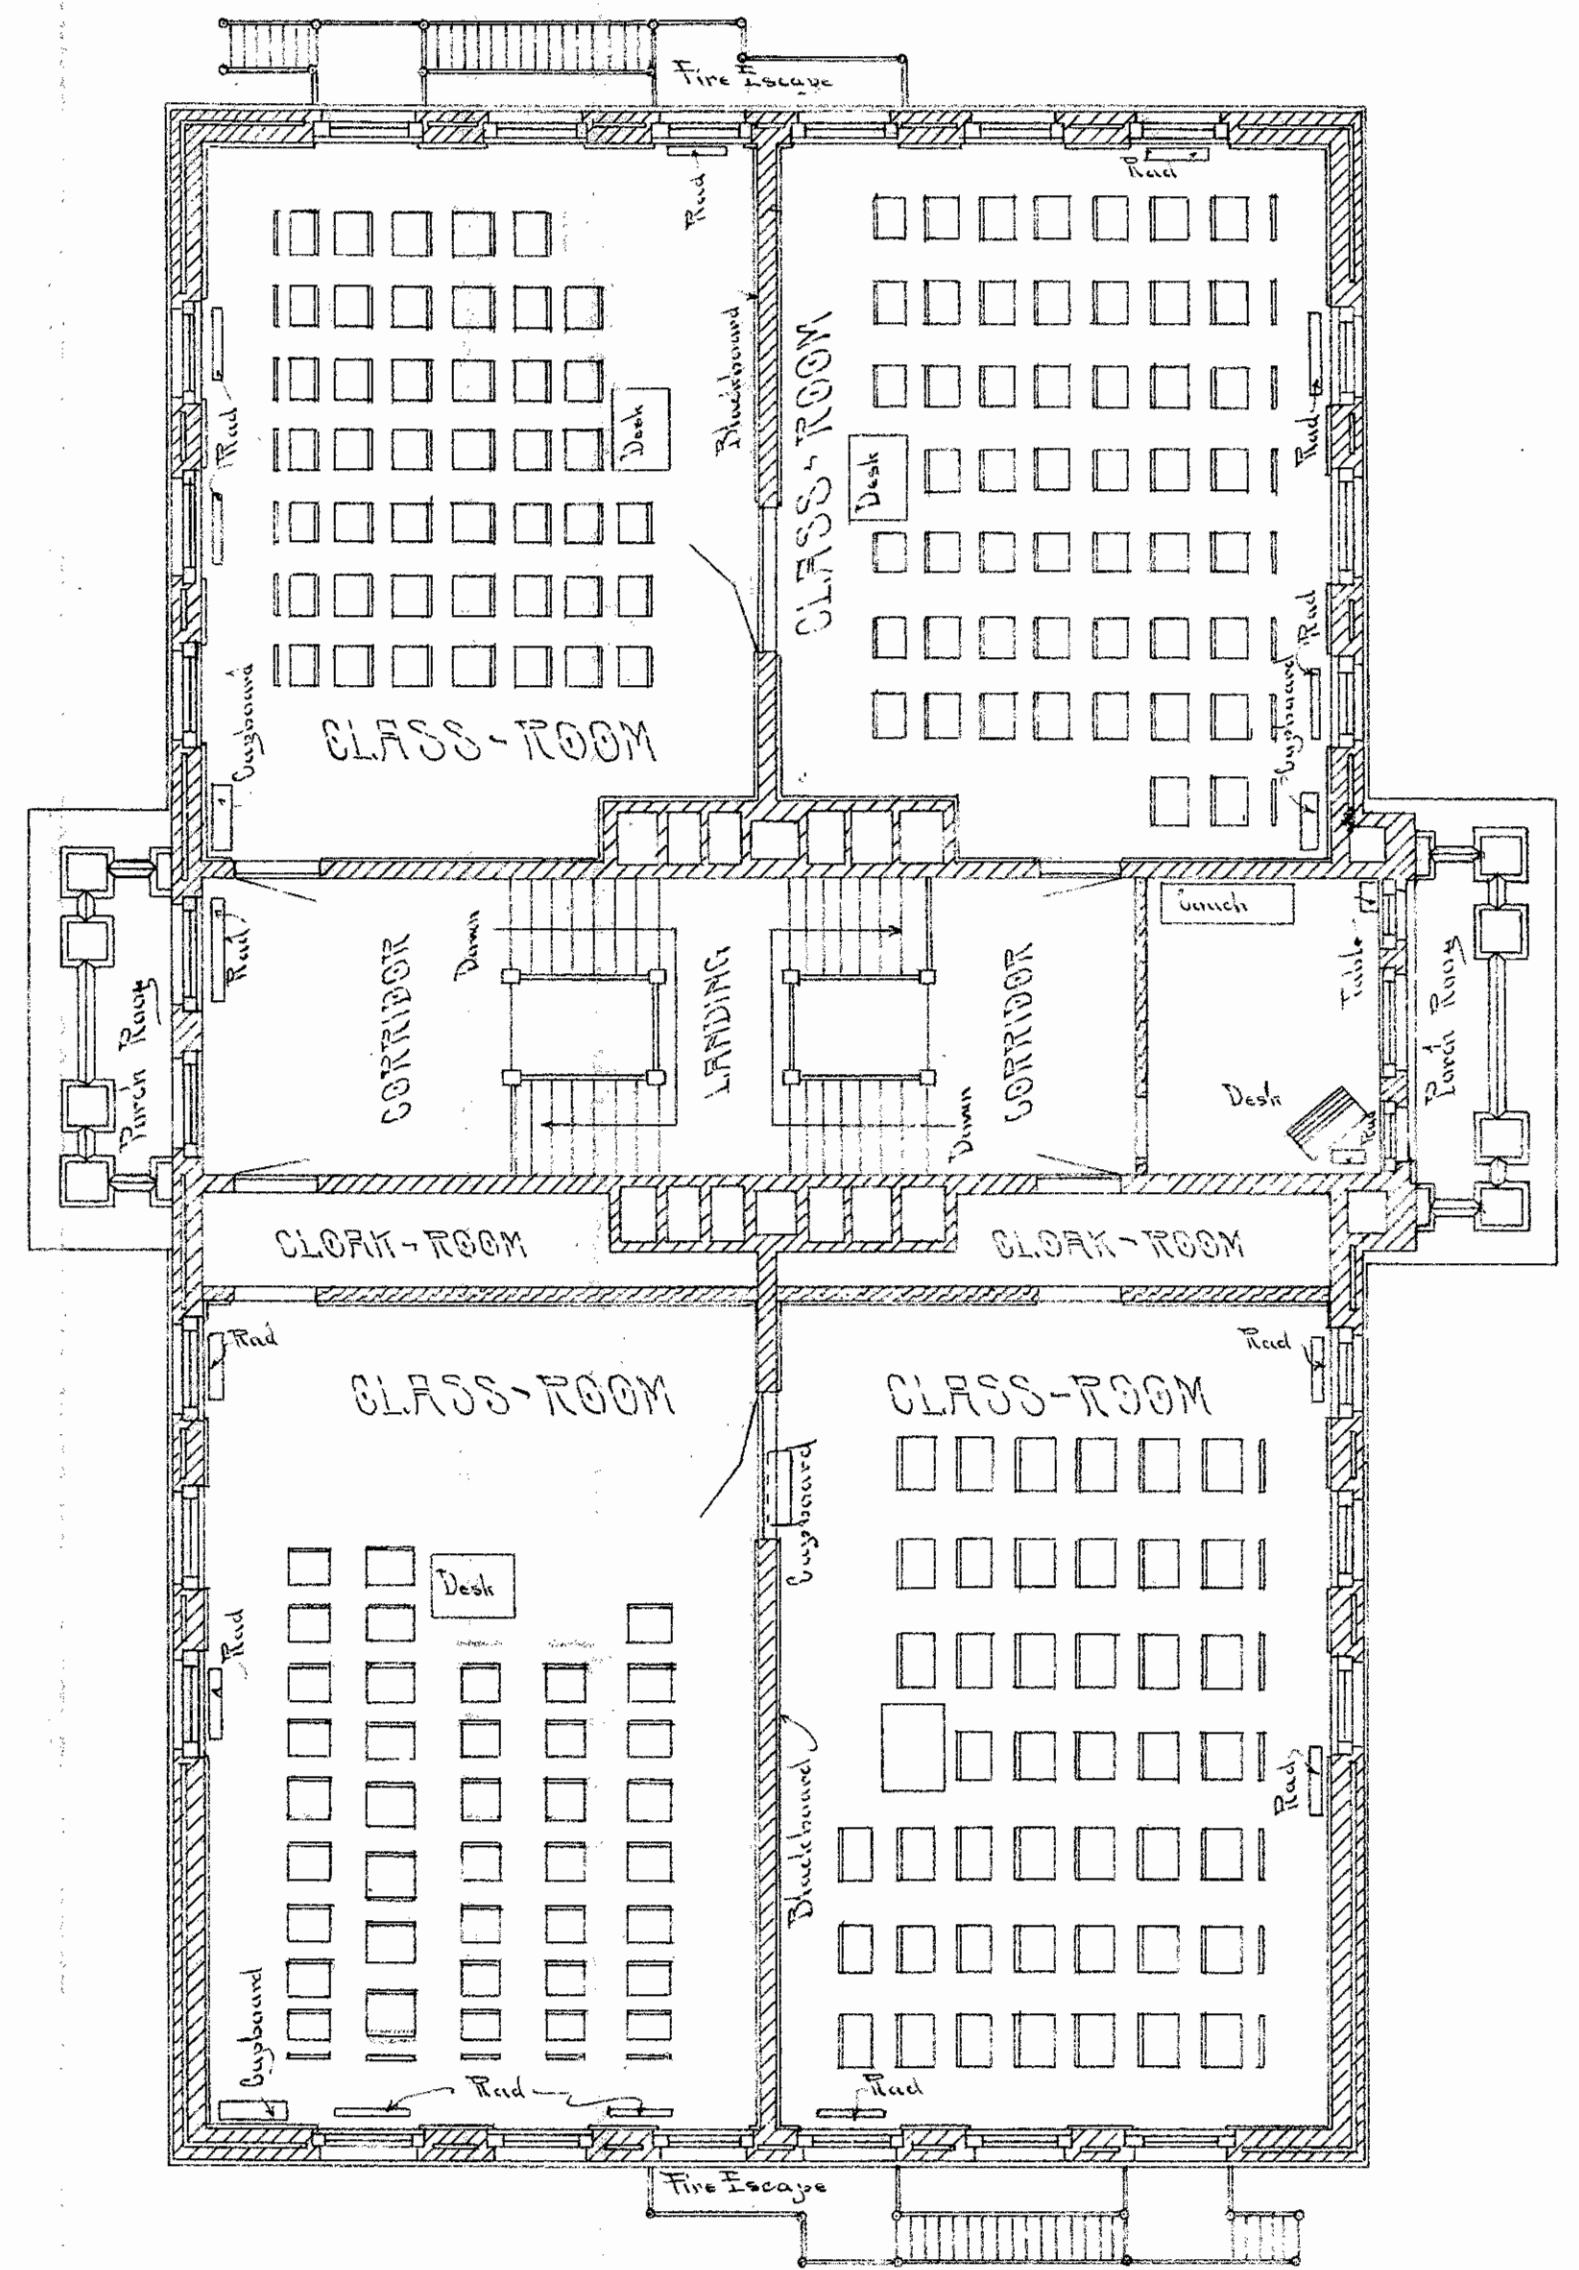 Fire Escape
Rad
Rad
Blackboard
CLASS-ROOM
Desk
Desk
Rad
Rad
Rad
Cupboard
Cupboard
CLASS-ROOM
Couch
Table
Rad
Down
CORRIDOR
LANDING
CORRIDOR
Porch Roof
Porch Roof
Desk
Rad
Down
CLOAK-ROOM
CLOAK-ROOM
Rad
Rad
CLASS-ROOM
CLASS-ROOM
Cupboard
Desk
Rad
Blackboard
Rad
Cupboard
Rad
Rad
Fire Escape